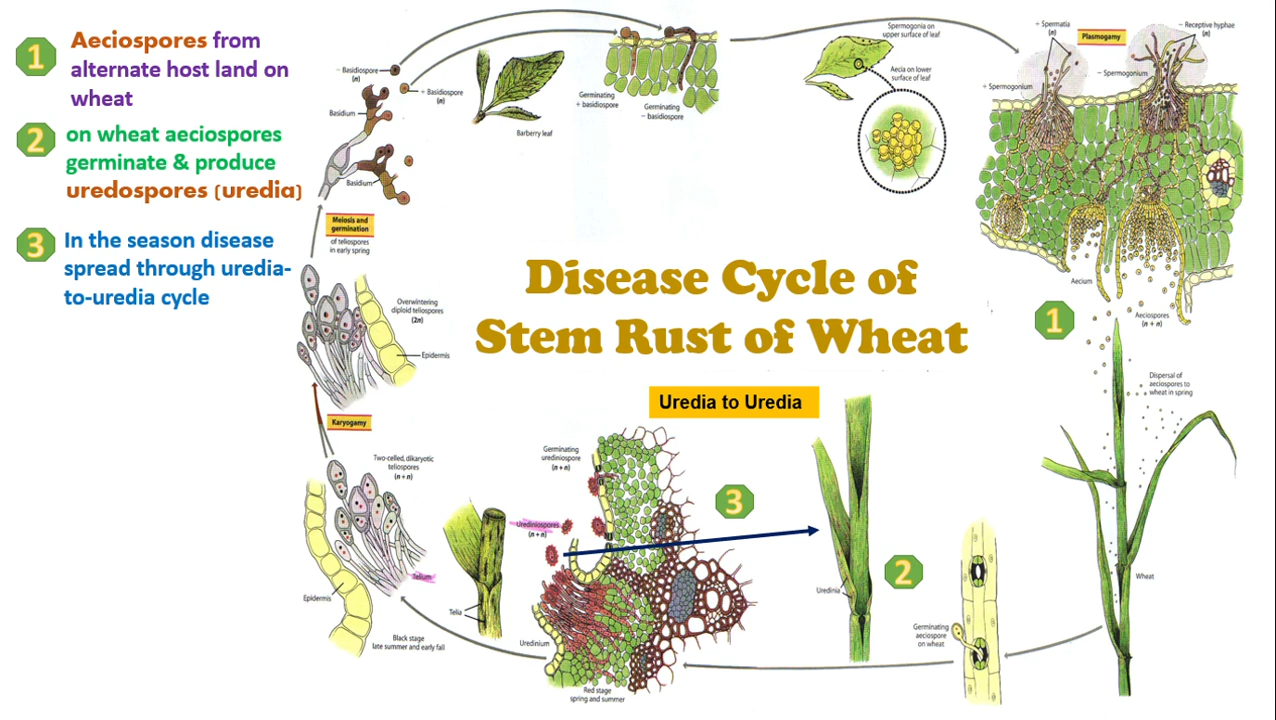 1
Aeciospores from
alternate host land on
wheat
2
on wheat aeciospores
germinate & produce
uredospores (uredia)
3
In the season disease
spread through uredia-
to-uredia cycle
Disease Cycle of
Stem Rust of Wheat
− Basidiospore
(n)
+ Basidiospore
(n)
Basidium
Basidium
Barberry leaf
Germinating
+ basidiospore
Germinating
− basidiospore
Spermogonia on
upper surface of leaf
Aecia on lower
surface of leaf
+ Spermatia
(n)
Plasmogamy
− Receptive hyphae
(n)
+ Spermogonium
− Spermogonium
Aecium
Aeciospores
(n + n)
1
Dispersal of
aeciospores to
wheat in spring
Wheat
Germinating
aeciospore
on wheat
2
Uredinia
Uredia to Uredia
3
Germinating
urediniospore
(n + n)
Urediniospores
(n + n)
Uredinium
Red stage
spring and summer
Telia
Black stage
late summer and early fall
Telium
Epidermis
Two-celled, dikaryotic
teliospores
(n + n)
Karyogamy
Epidermis
Overwintering
diploid teliospores
(2n)
Meiosis and
germination
of teliospores
in early spring